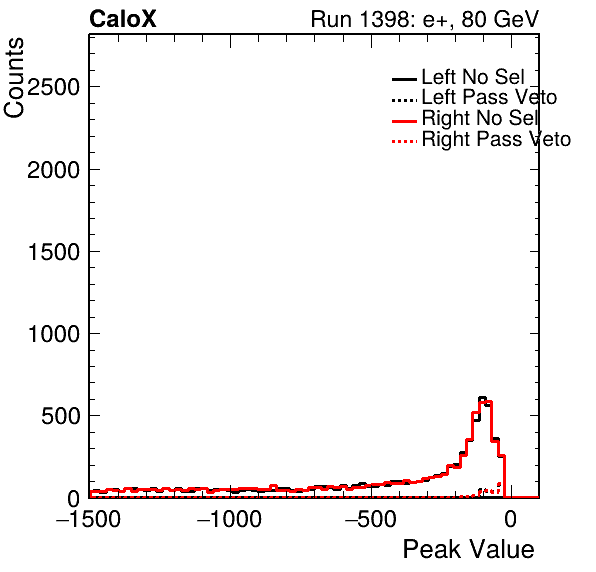 CaloX
Run 1398: e+, 80 GeV
Counts
Left No Sel
Left Pass Veto
Right No Sel
Right Pass Veto
2500
2000
1500
1000
500
0
−1500
−1000
−500
0
Peak Value